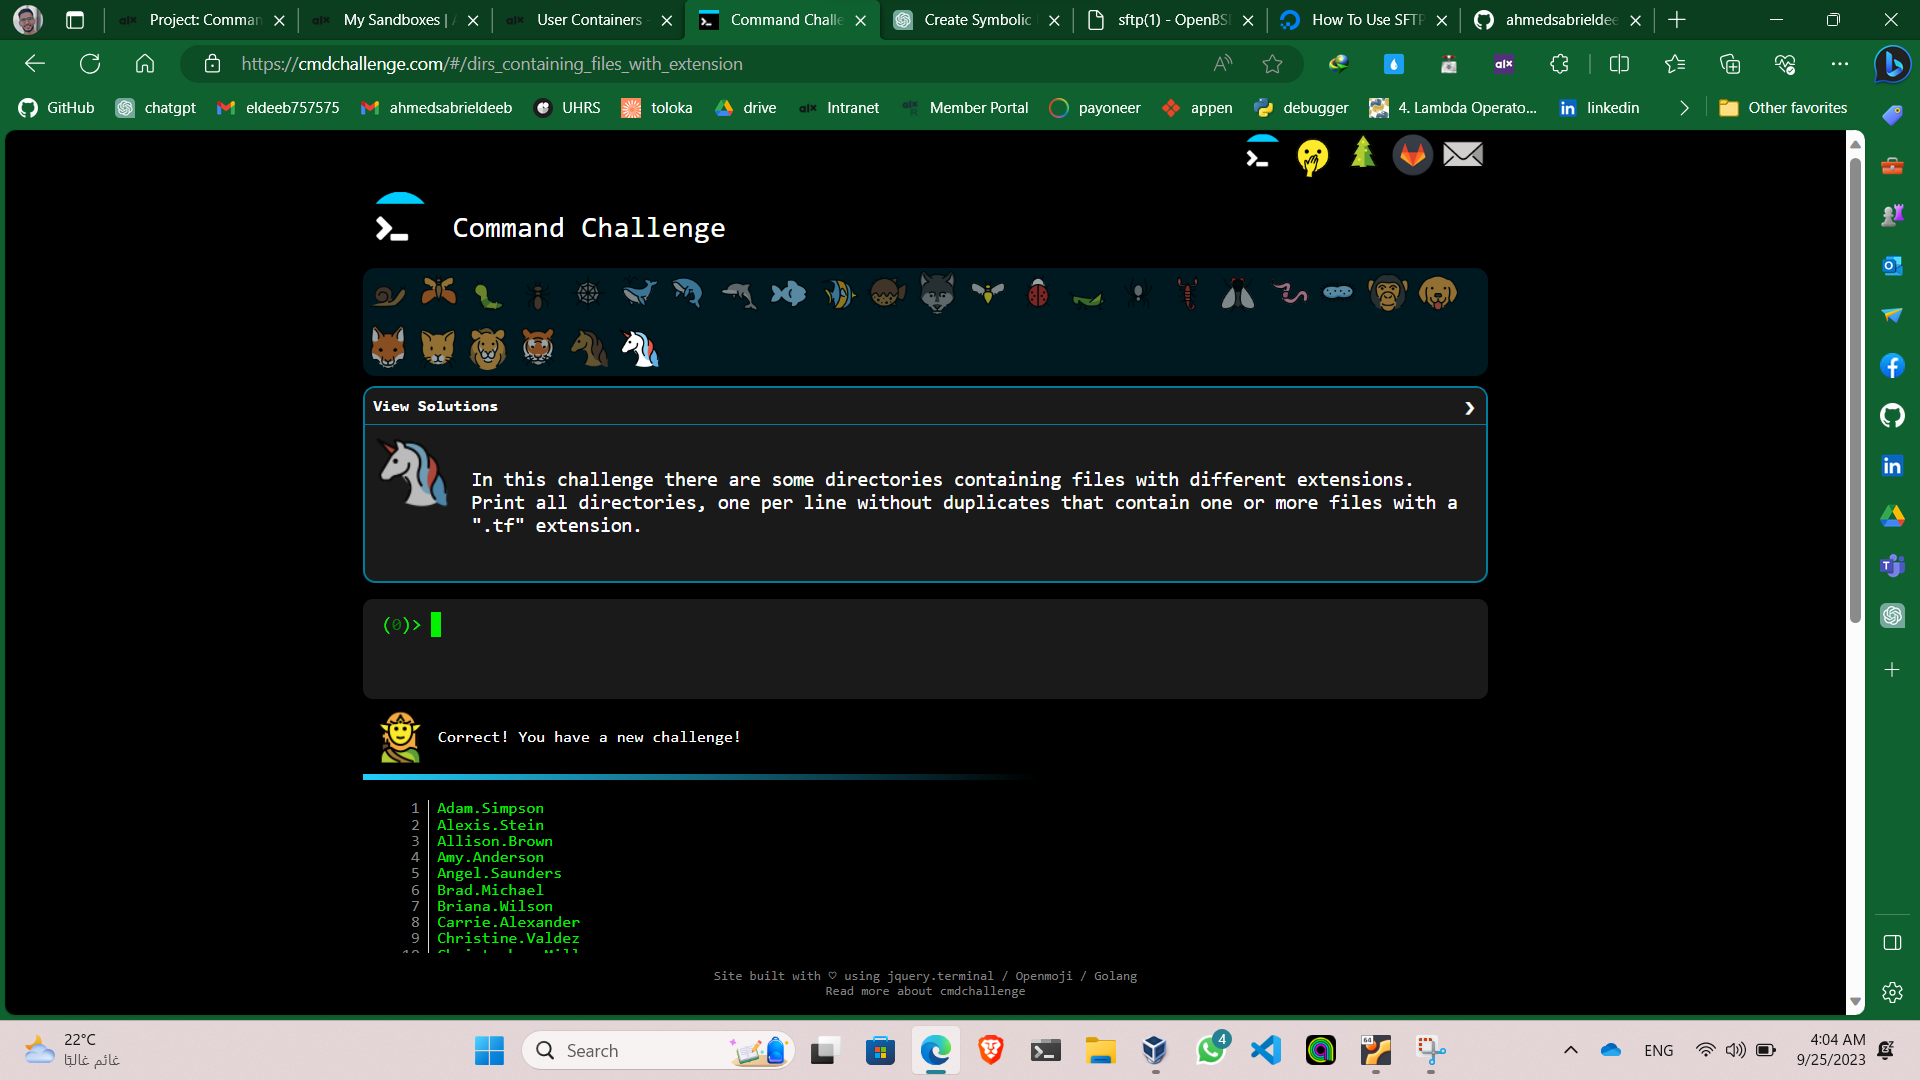 Project: Comman
My Sandboxes |
User Containers
Command Challe
Create Symbolic
sftp(1) - OpenBS
How To Use SFTP
ahmedsabrieldee
https://cmdchallenge.com/#/dirs_containing_files_with_extension
GitHub
chatgpt
eldeeb757575
ahmedsabrieldeeb
UHRS
toloka
drive
Intranet
Member Portal
payoneer
appen
debugger
4. Lambda Operato...
linkedin
Other favorites
Command Challenge
View Solutions
In this challenge there are some directories containing files with different extensions.
Print all directories, one per line without duplicates that contain one or more files with a
".tf" extension.
(0)>
Correct! You have a new challenge!
1 Adam.Simpson
2 Alexis.Stein
3 Allison.Brown
4 Amy.Anderson
5 Angel.Saunders
6 Brad.Michael
7 Briana.Wilson
8 Carrie.Alexander
9 Christine.Valdez
Site built with ♡ using jquery.terminal / Openmoji / Golang
Read more about cmdchallenge
22°C
غائم غالبًا
Search
4
ENG
4:04 AM
9/25/2023